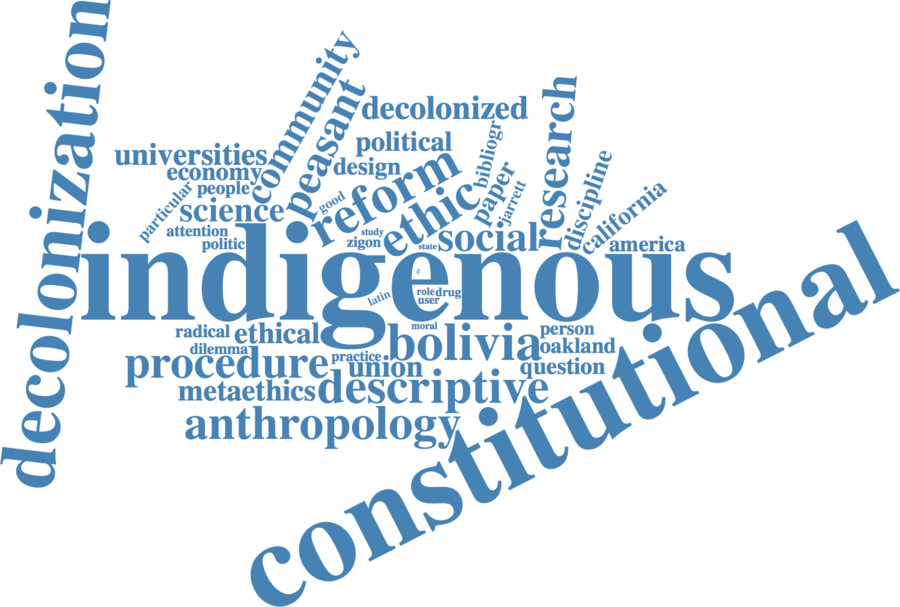 decolonization
community
peasant
decolonized
research
political
universities
design
bibliogr
discipline
economy
reform
paper
people
particular
good
ethic
jarrett
california
science
attention
study
politic
zigon
state
social
america
indigenous
latin
role
drug
user
constitutional
radical
ethical
moral
bolivia
person
dilemma
oakland
procedure
practice
union
question
metaethics
descriptive
anthropology